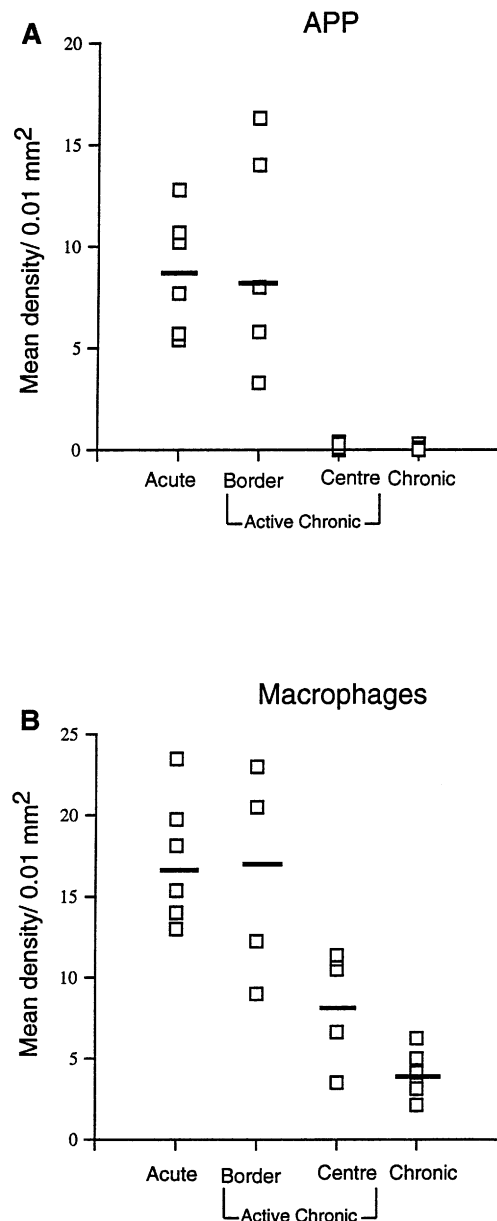 A
APP
20
15
10
5
0
Mean density/ 0.01 mm2
Acute Border Centre Chronic
Active Chronic
B
Macrophages
25
20
15
10
5
0
Mean density/ 0.01 mm2
Acute Border Centre Chronic
Active Chronic